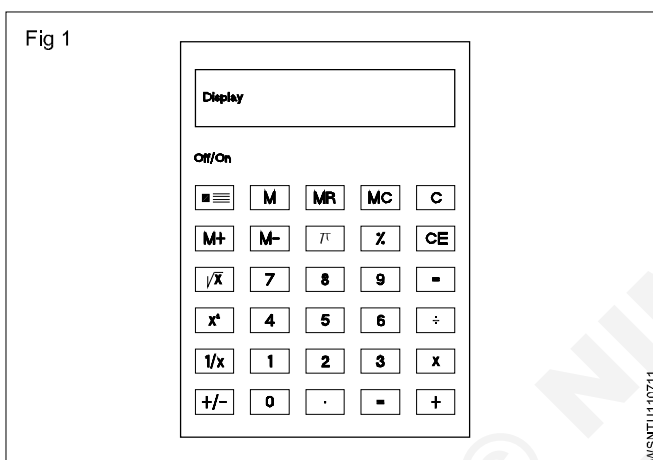 Fig 1
Display
Off/On
M MR MC C
M+ M- π % CE
√x 7 8 9 -
4 5 6 ÷
1/x 1 2 3 x
+/- 0 · = +